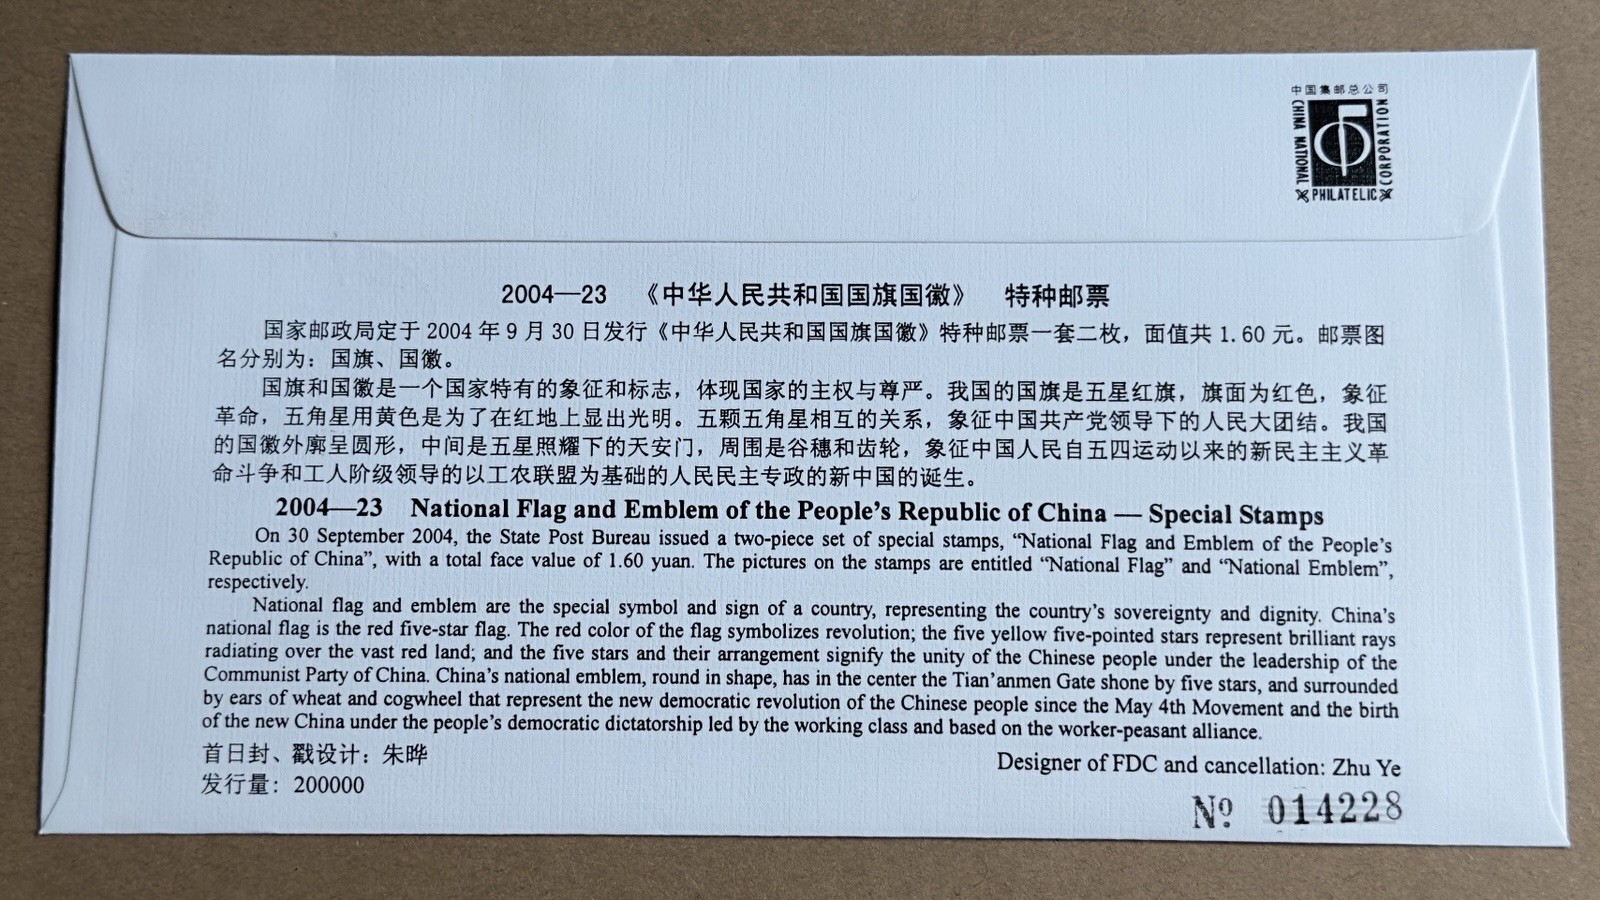 中国集邮总公司
CHINA NATIONAL
PHILATELIC
CORPORATION
2004—23 《中华人民共和国国旗国徽》 特种邮票
国家邮政局定于 2004 年 9 月 30 日发行《中华人民共和国国旗国徽》特种邮票一套二枚，面值共 1.60 元。邮票图
名分别为：国旗、国徽。
国旗和国徽是一个国家特有的象征和标志，体现国家的主权与尊严。我国的国旗是五星红旗，旗面为红色，象征
革命，五角星用黄色是为了在红地上显出光明。五颗五角星相互的关系，象征中国共产党领导下的人民大团结。我国
的国徽外廓呈圆形，中间是五星照耀下的天安门，周围是谷穗和齿轮，象征中国人民自五四运动以来的新民主主义革
命斗争和工人阶级领导的以工农联盟为基础的人民民主专政的新中国的诞生。
2004—23 National Flag and Emblem of the People's Republic of China — Special Stamps
On 30 September 2004, the State Post Bureau issued a two-piece set of special stamps, “National Flag and Emblem of the People's
Republic of China”, with a total face value of 1.60 yuan. The pictures on the stamps are entitled “National Flag” and “National Emblem”,
respectively.
National flag and emblem are the special symbol and sign of a country, representing the country's sovereignty and dignity. China's
national flag is the red five-star flag. The red color of the flag symbolizes revolution; the five yellow five-pointed stars represent brilliant rays
radiating over the vast red land; and the five stars and their arrangement signify the unity of the Chinese people under the leadership of the
Communist Party of China. China's national emblem, round in shape, has in the center the Tian'anmen Gate shone by five stars, and surrounded
by ears of wheat and cogwheel that represent the new democratic revolution of the Chinese people since the May 4th Movement and the birth
of the new China under the people's democratic dictatorship led by the working class and based on the worker-peasant alliance.
首日封、戳设计：朱晔
Designer of FDC and cancellation: Zhu Ye
发行量：200000
№ 014228